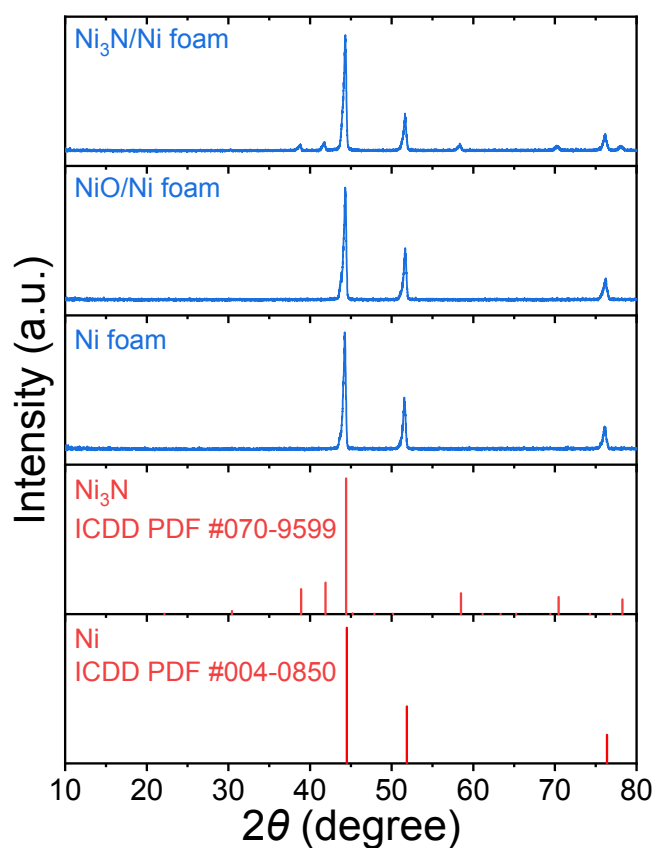 Ni₃N/Ni foam
NiO/Ni foam
Ni foam
Ni₃N
ICDD PDF #070-9599
Ni
ICDD PDF #004-0850
Intensity (a.u.)
10 20 30 40 50 60 70 80
2θ (degree)